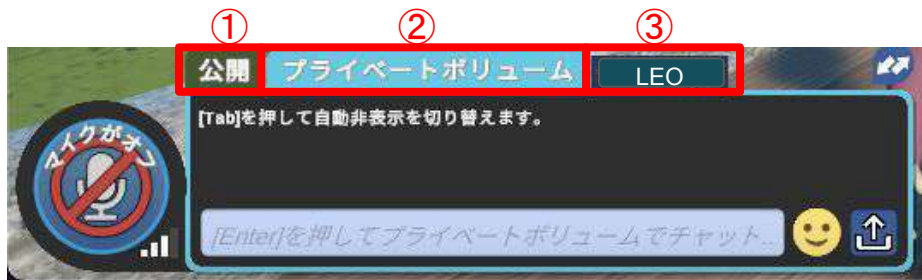 ① ② ③
公開 プライベートボリューム LEO
マイクがオフ
[Tab]を押して自動非表示を切り替えます。
[Enter]を押してプライベートボリュームでチャット...